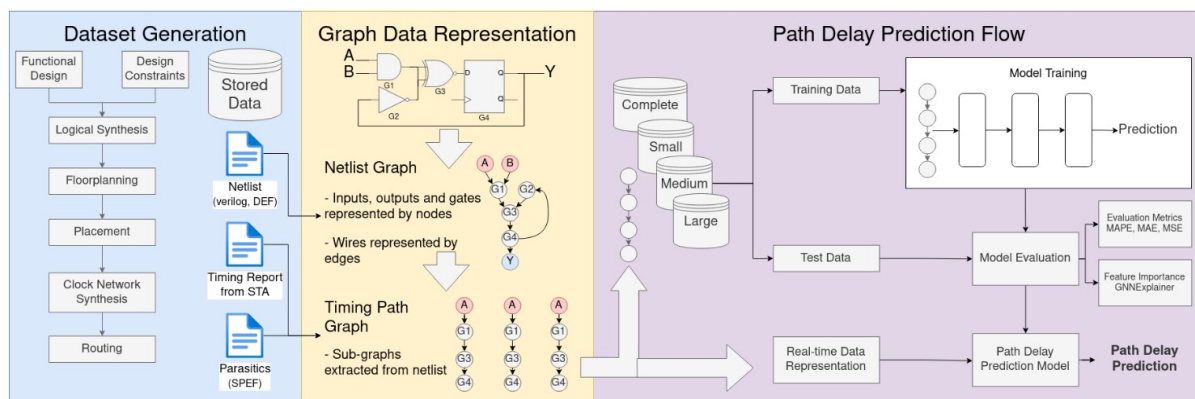 Dataset Generation
Functional
Design
Design
Constraints
Stored
Data
Logical Synthesis
Floorplanning
Placement
Clock Network
Synthesis
Routing
Netlist
(verilog, DEF)
Timing Report
from STA
Parasitics
(SPEF)
Graph Data Representation
A
B
G1
G2
G3
G4
Y
Netlist Graph
- Inputs, outputs and gates
represented by nodes
- Wires represented by
edges
A
B
G1
G2
G3
G4
Y
Timing Path
Graph
- Sub-graphs
extracted from netlist
A
A
A
G1
G1
G1
G3
G3
G3
G4
G4
G4
Path Delay Prediction Flow
Complete
Small
Medium
Large
Training Data
Model Training
Prediction
Test Data
Model Evaluation
Evaluation Metrics
MAPE, MAE, MSE
Feature Importance
GNNExplainer
Real-time Data
Representation
Path Delay
Prediction Model
Path Delay
Prediction